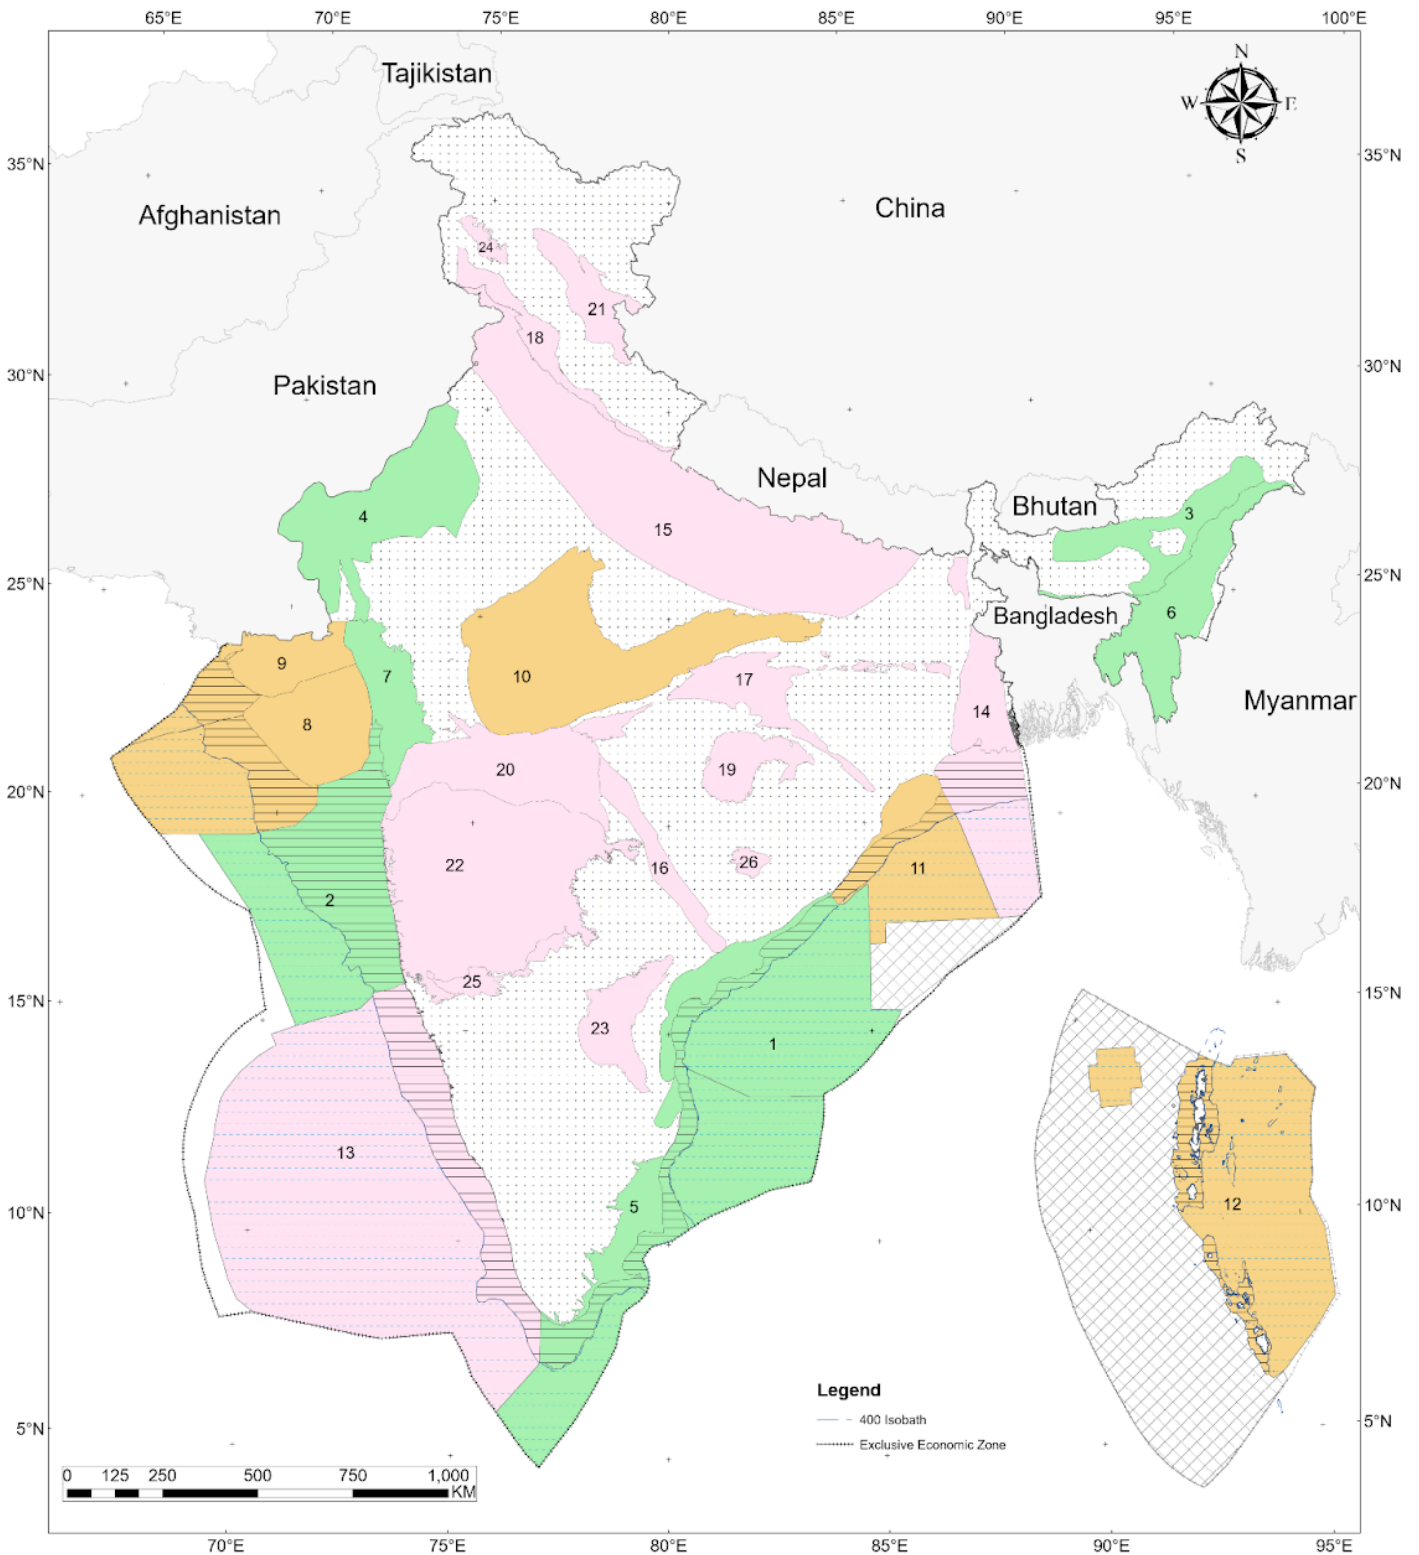 65°E 70°E 75°E 80°E 85°E 90°E 95°E 100°E
N
W E
S
Tajikistan
35°N 35°N
Afghanistan
China
24
21
18
30°N 30°N
Pakistan
Nepal
Bhutan
4
15
3
25°N 25°N
Bangladesh
6
9
7
10
17
Myanmar
8
14
20
19
20°N 20°N
22
16
26
11
2
25
15°N 15°N
23
1
13
5
12
10°N 10°N
Legend
400 Isobath
Exclusive Economic Zone
5°N 5°N
0 125 250 500 750 1,000
KM
70°E 75°E 80°E 85°E 90°E 95°E